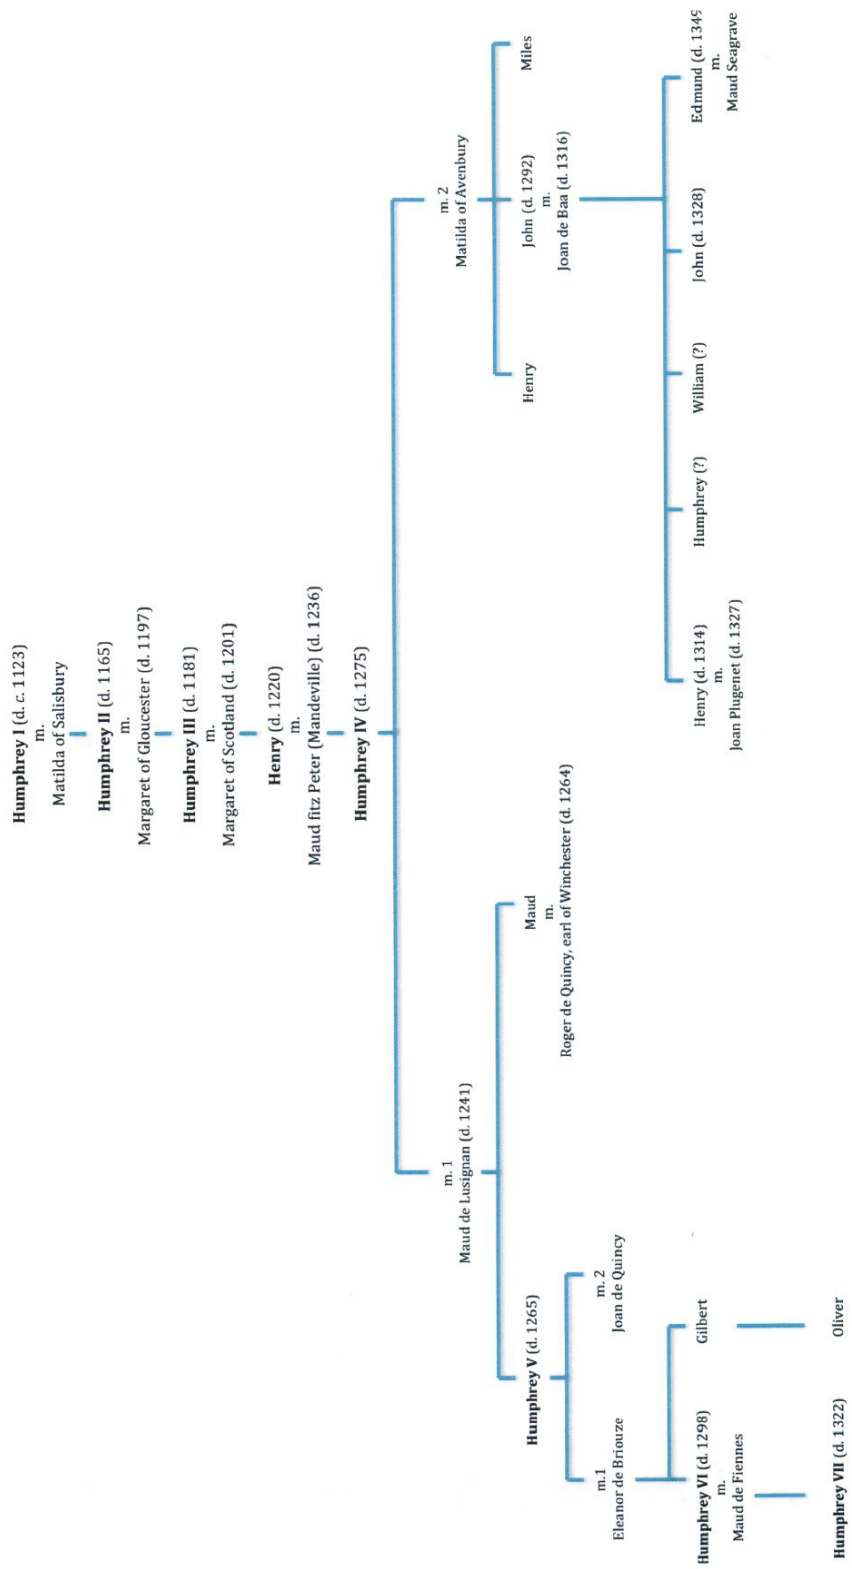 Humphrey I (d. c. 1123)
m.
Matilda of Salisbury
Humphrey II (d. 1165)
m.
Margaret of Gloucester (d. 1197)
Humphrey III (d. 1181)
m.
Margaret of Scotland (d. 1201)
Henry (d. 1220)
m.
Maud fitz Peter (Mandeville) (d. 1236)
Humphrey IV (d. 1275)
m. 1
Maud de Lusignan (d. 1241)
m. 2
Matilda of Avenbury
Humphrey V (d. 1265)
Maud
m.
Roger de Quincy, earl of Winchester (d. 1264)
Henry
John (d. 1292)
m.
Joan de Baa (d. 1316)
Miles
m.1
Eleanor de Briouze
m. 2
Joan de Quincy
Humphrey VI (d. 1298)
m.
Maud de Fiennes
Gilbert
Henry (d. 1314)
m.
Joan Plugenet (d. 1327)
Humphrey (?)
William (?)
John (d. 1328)
Edmund (d. 1349
m.
Maud Seagrave
Humphrey VII (d. 1322)
Oliver